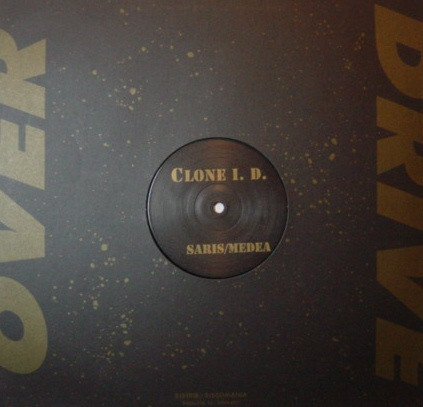 OVER
DRIVE
CLONE I. D.
SARIS/MEDEA